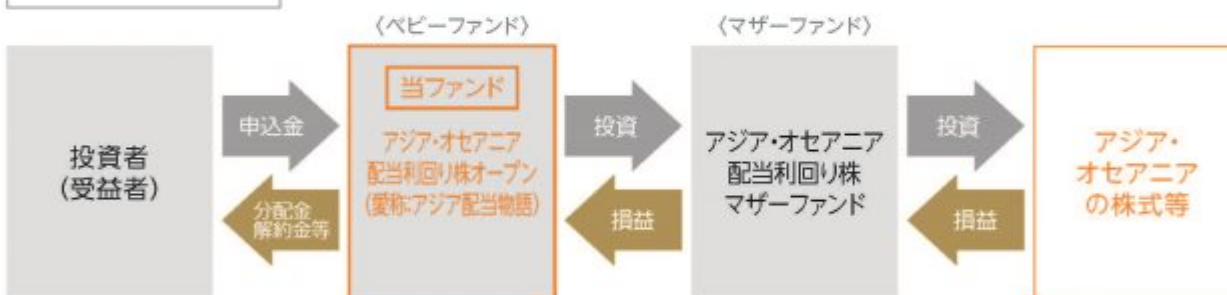 〈ベビーファンド〉
〈マザーファンド〉
投資者
(受益者)
申込金
分配金
解約金等
当ファンド
アジア・オセアニア
配当利回り株オープン
(愛称:アジア配当物語)
投資
損益
アジア・オセアニア
配当利回り株
マザーファンド
投資
損益
アジア・
オセアニア
の株式等